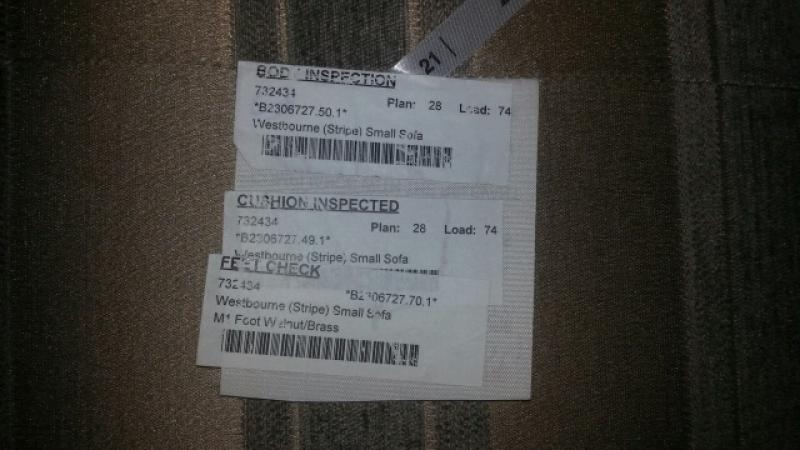 21 |
BODY INSPECTION
732434
Plan: 28 Load: 74
*B2306727.50.1*
Westbourne (Stripe) Small Sofa
CUSHION INSPECTED
732434
Plan: 28 Load: 74
*B2306727.49.1*
Westbourne (Stripe) Small Sofa
FEET CHECK
732434
*B2306727.70.1*
Westbourne (Stripe) Small Sofa
M1 Foot Walnut/Brass